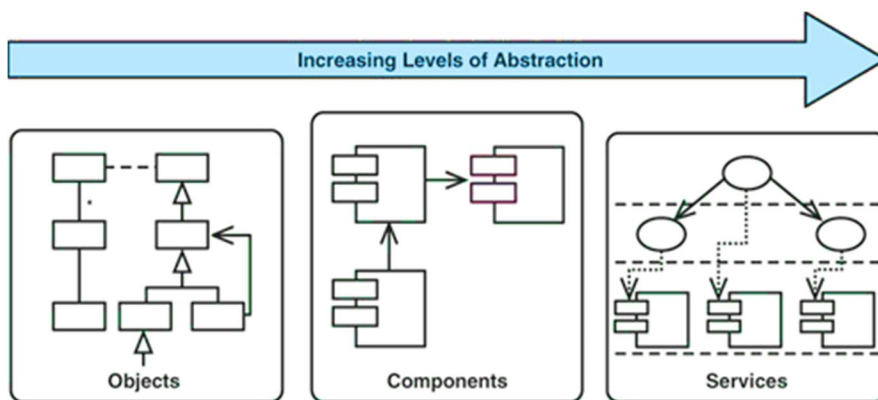 Increasing Levels of Abstraction
Objects
Components
Services